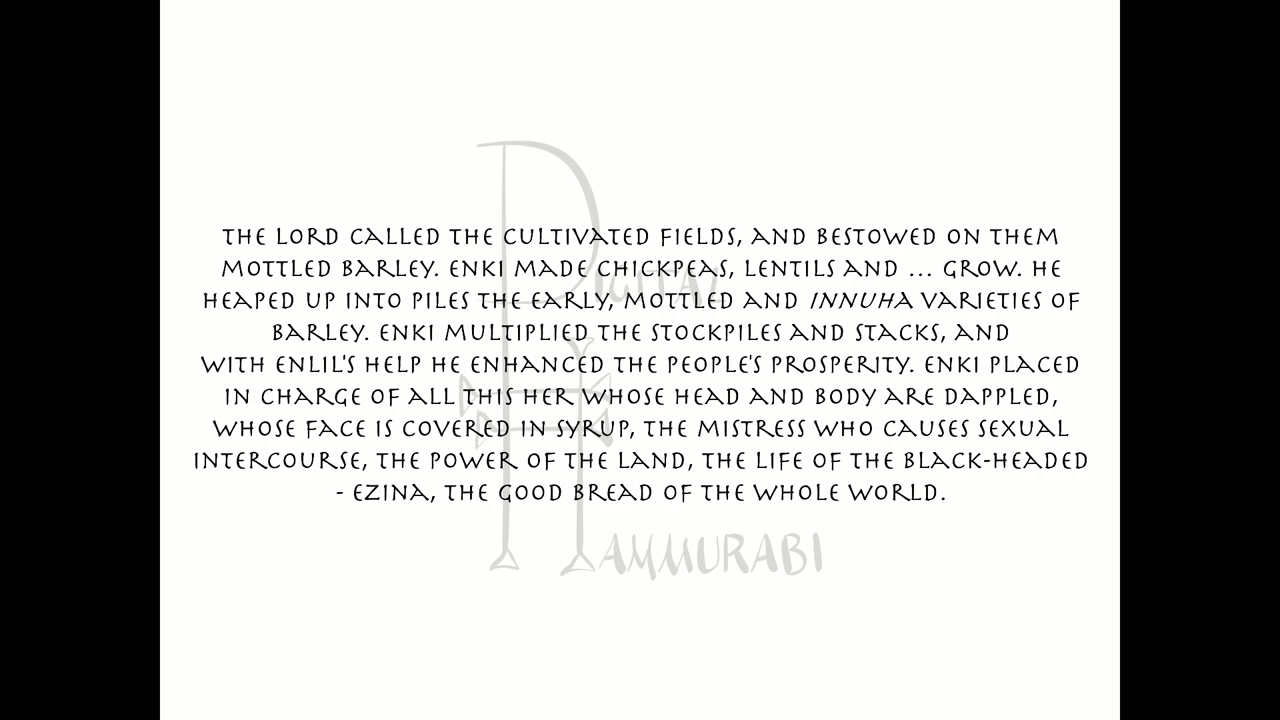 THE LORD CALLED THE CULTIVATED FIELDS, AND BESTOWED ON THEM
MOTTLED BARLEY. ENKI MADE CHICKPEAS, LENTILS AND ... GROW. HE
HEAPED UP INTO PILES THE EARLY, MOTTLED AND INNUHA VARIETIES OF
BARLEY. ENKI MULTIPLIED THE STOCKPILES AND STACKS, AND
WITH ENLIL'S HELP HE ENHANCED THE PEOPLE'S PROSPERITY. ENKI PLACED
IN CHARGE OF ALL THIS HER WHOSE HEAD AND BODY ARE DAPPLED,
WHOSE FACE IS COVERED IN SYRUP, THE MISTRESS WHO CAUSES SEXUAL
INTERCOURSE, THE POWER OF THE LAND, THE LIFE OF THE BLACK-HEADED
- EZINA, THE GOOD BREAD OF THE WHOLE WORLD.
DIGITAL
HAMMURABI